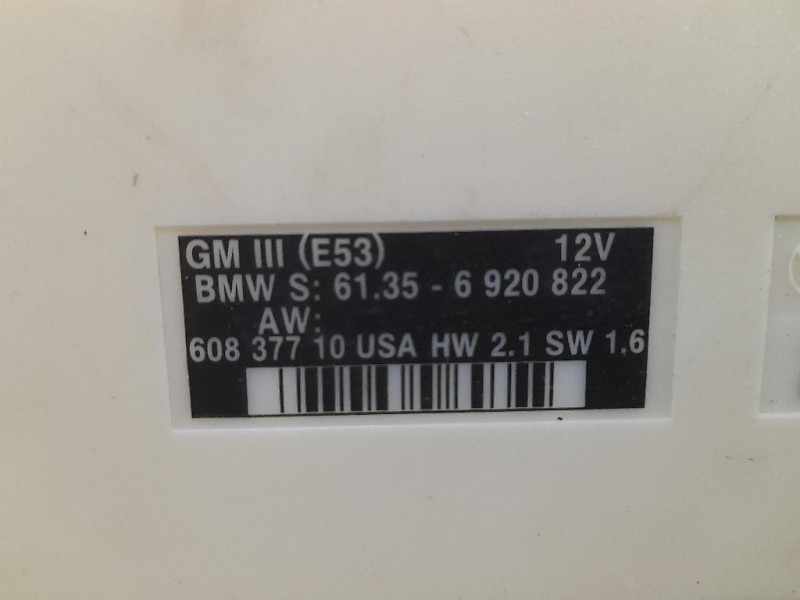 GM III (E53) 12V
BMW S: 61.35 - 6 920 822
AW:
608 377 10 USA HW 2.1 SW 1.6